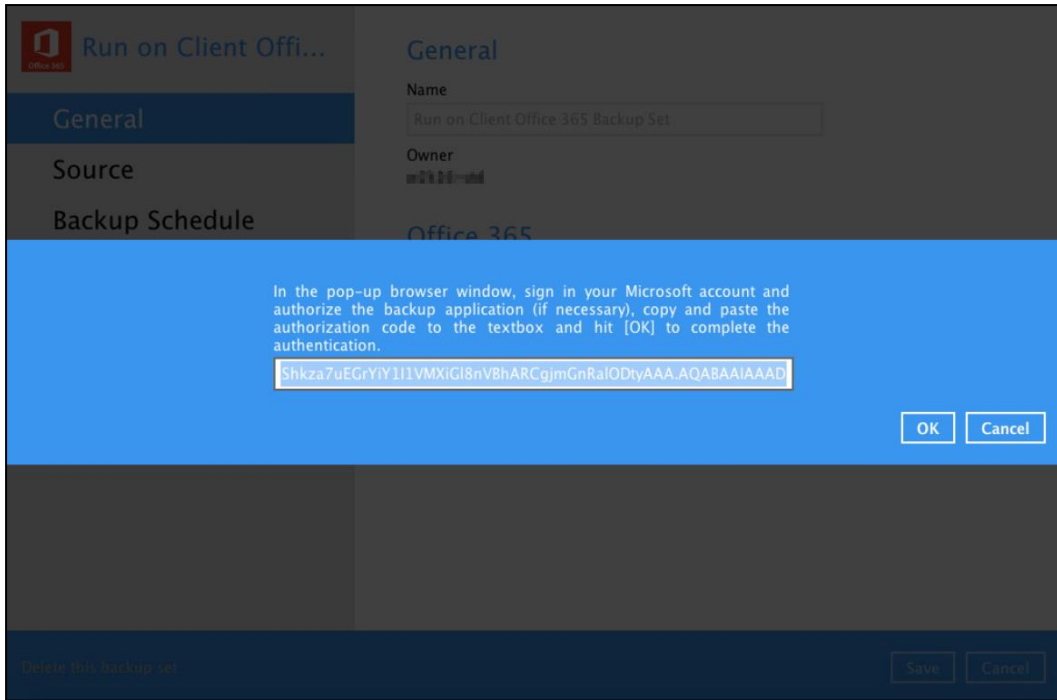 Office 365
Run on Client Offi...
General
Source
Backup Schedule
General
Name
Run on Client Office 365 Backup Set
Owner
Office 365
In the pop-up browser window, sign in your Microsoft account and
authorize the backup application (if necessary), copy and paste the
authorization code to the textbox and hit [OK] to complete the
authentication.
OK
Cancel
Delete this backup set
Save
Cancel